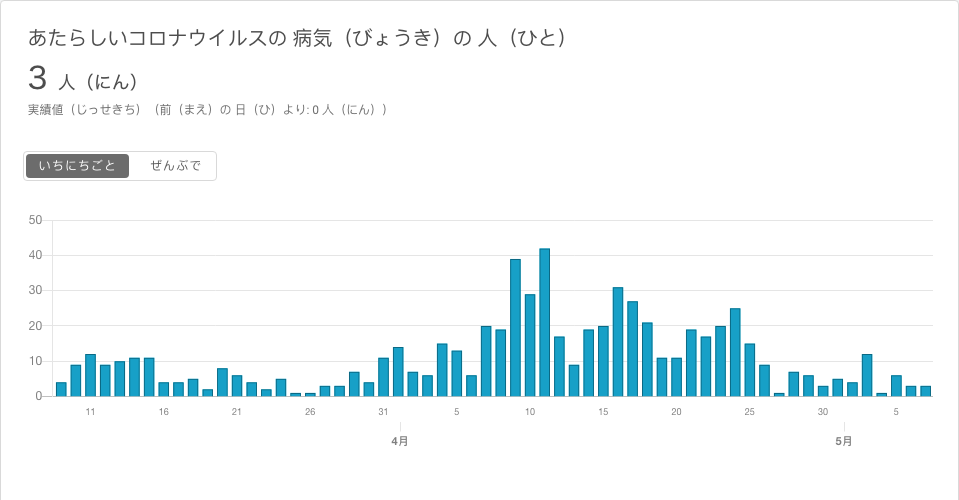 あたらしいコロナウイルスの 病気（びょうき）の 人（ひと）
3 人（にん）
実績値（じっせきち）（前（まえ）の 日（ひ）より: 0 人（にん））
いちにちごと ぜんぶで
50
40
30
20
10
0
11 16 21 26 31 5 10 15 20 25 30 5
4月 5月